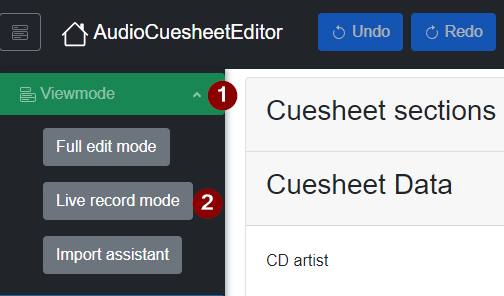 AudioCuesheetEditor
Undo
Redo
Viewmode
1
Full edit mode
Live record mode
2
Import assistant
Cuesheet sections
Cuesheet Data
CD artist